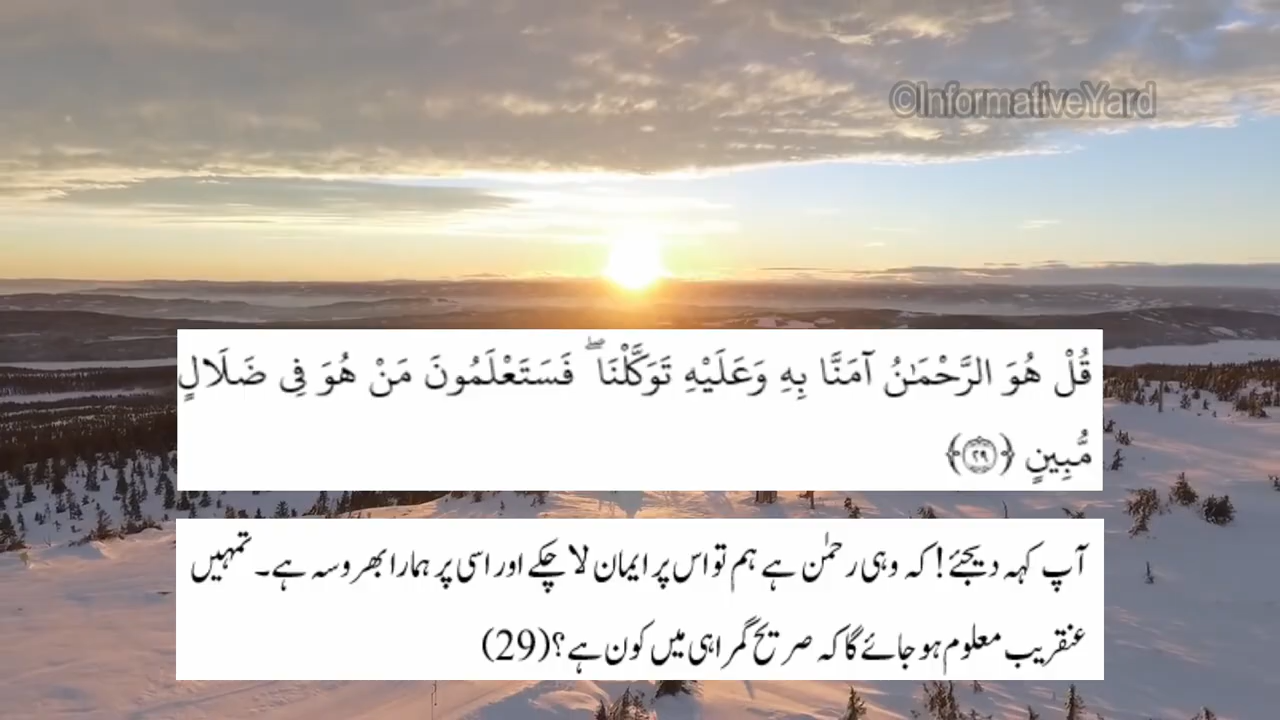 ©InformativeYard
قُلْ هُوَ الرَّحْمَـٰنُ آمَنَّا بِهِ وَعَلَيْهِ تَوَكَّلْنَا ۖ فَسَتَعْلَمُونَ مَنْ هُوَ فِي ضَلَالٍ
مُّبِينٍ ﴿٢٩﴾
آپ کہہ دیجئے! کہ وہی رحمٰن ہے ہم تو اس پر ایمان لا چکے اور اسی پر ہمارا بھروسہ ہے۔ تمہیں
عنقریب معلوم ہو جائے گا کہ صریح گمراہی میں کون ہے؟ (29)